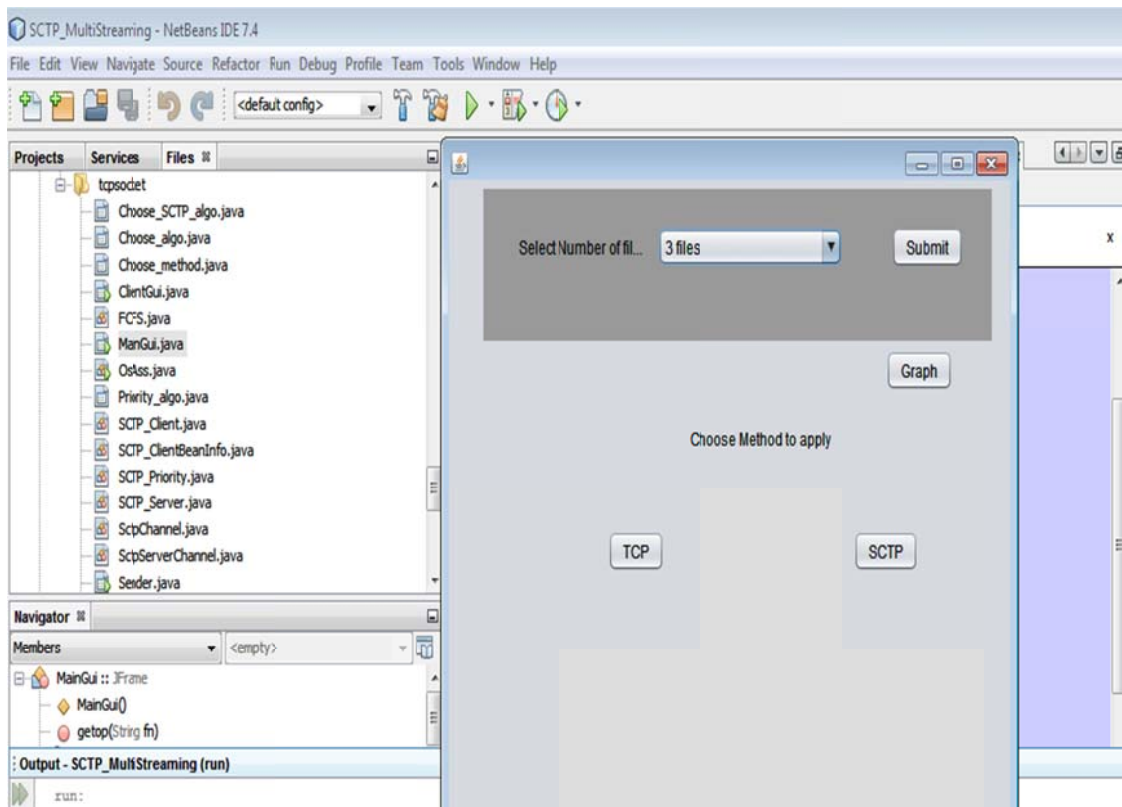 SCTP_MultiStreaming - NetBeans IDE 7.4
File Edit View Navigate Source Refactor Run Debug Profile Team Tools Window Help
<default config>
Projects Services Files
tcpsocket
Choose_SCTP_algo.java
Choose_algo.java
Choose_method.java
ClientGui.java
FCFS.java
MainGui.java
OsAss.java
Priority_algo.java
SCTP_Client.java
SCTP_ClientBeanInfo.java
SCTP_Priority.java
SCTP_Server.java
SctpChannel.java
SctpServerChannel.java
Sender.java
Navigator
Members <empty>
MainGui :: JFrame
MainGui()
getop(String fn)
Output - SCTP_MultiStreaming (run)
run:
Select Number of fil... 3 files Submit
Graph
Choose Method to apply
TCP SCTP
x